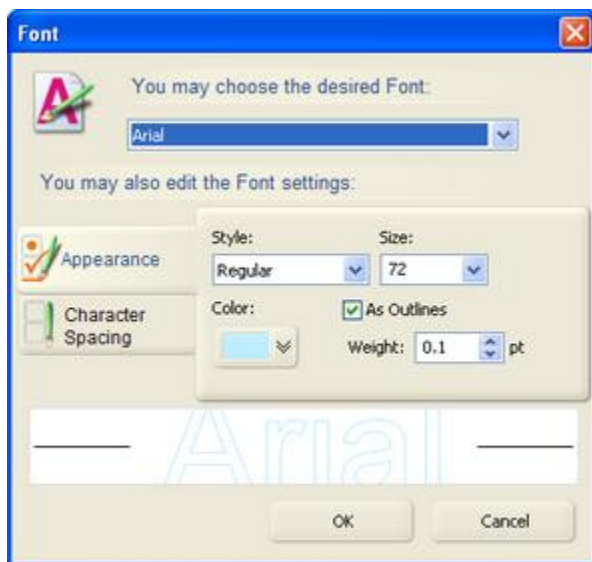 Font
You may choose the desired Font:
Arial
You may also edit the Font settings:
Appearance
Character
Spacing
Style:
Size:
Regular
72
Color:
As Outlines
Weight: 0.1 pt
Arial
OK
Cancel